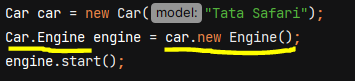 Car car = new Car( model: "Tata Safari");
Car.Engine engine = car.new Engine();
engine.start();